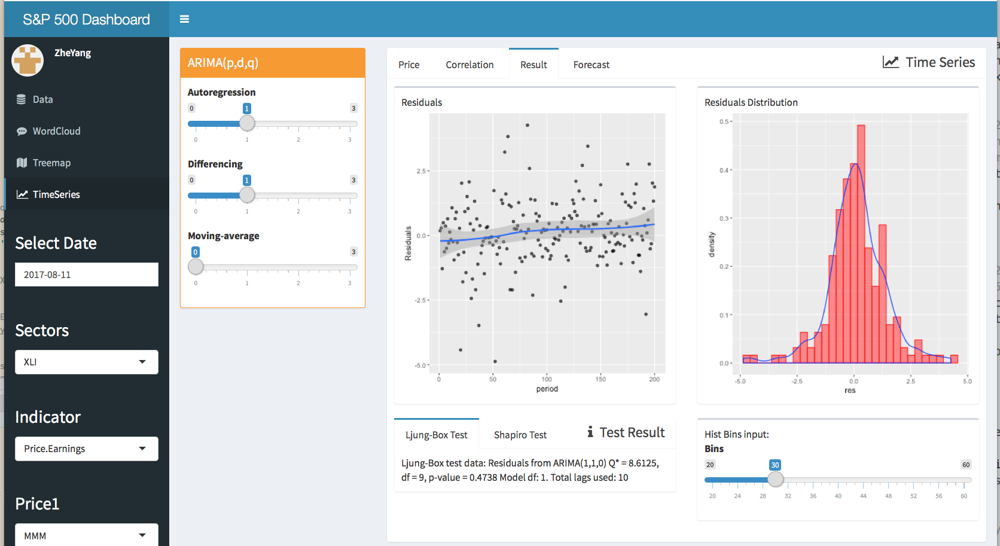 S&P 500 Dashboard
ZheYang
Data
WordCloud
Treemap
TimeSeries
Select Date
2017-08-11
Sectors
XLI
Indicator
Price.Earnings
Price1
MMM
ARIMA(p,d,q)
Autoregression
0 1 3
0 1 2 3
Differencing
0 1 3
0 1 2 3
Moving-average
0 3
0 1 2 3
Price Correlation Result Forecast Time Series
Residuals
Residuals
2.5
0.0
-2.5
-5.0
0 50 100 150 200
period
Residuals Distribution
density
0.5
0.4
0.3
0.2
0.1
0.0
-5.0 -2.5 0.0 2.5 5.0
res
Ljung-Box Test Shapiro Test Test Result
Ljung-Box test data: Residuals from ARIMA(1,1,0) Q* = 8.6125,
df = 9, p-value = 0.4738 Model df: 1. Total lags used: 10
Hist Bins input:
Bins
20 30 60
20 24 28 32 36 40 44 48 52 56 60